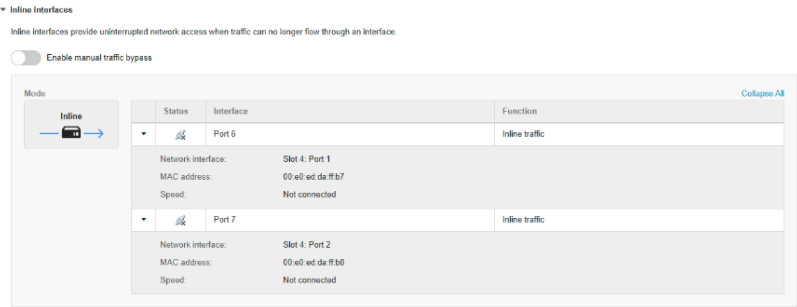 Inline Interfaces
Inline interfaces provide uninterrupted network access when traffic can no longer flow through an interface.
Enable manual traffic bypass
Mode
Collapse All
Inline
Status Interface Function
Port 6 Inline traffic
Network interface: Slot 4: Port 1
MAC address: 00:e0:ed:da:ff:b7
Speed: Not connected
Port 7 Inline traffic
Network interface: Slot 4: Port 2
MAC address: 00:e0:ed:da:ff:b6
Speed: Not connected